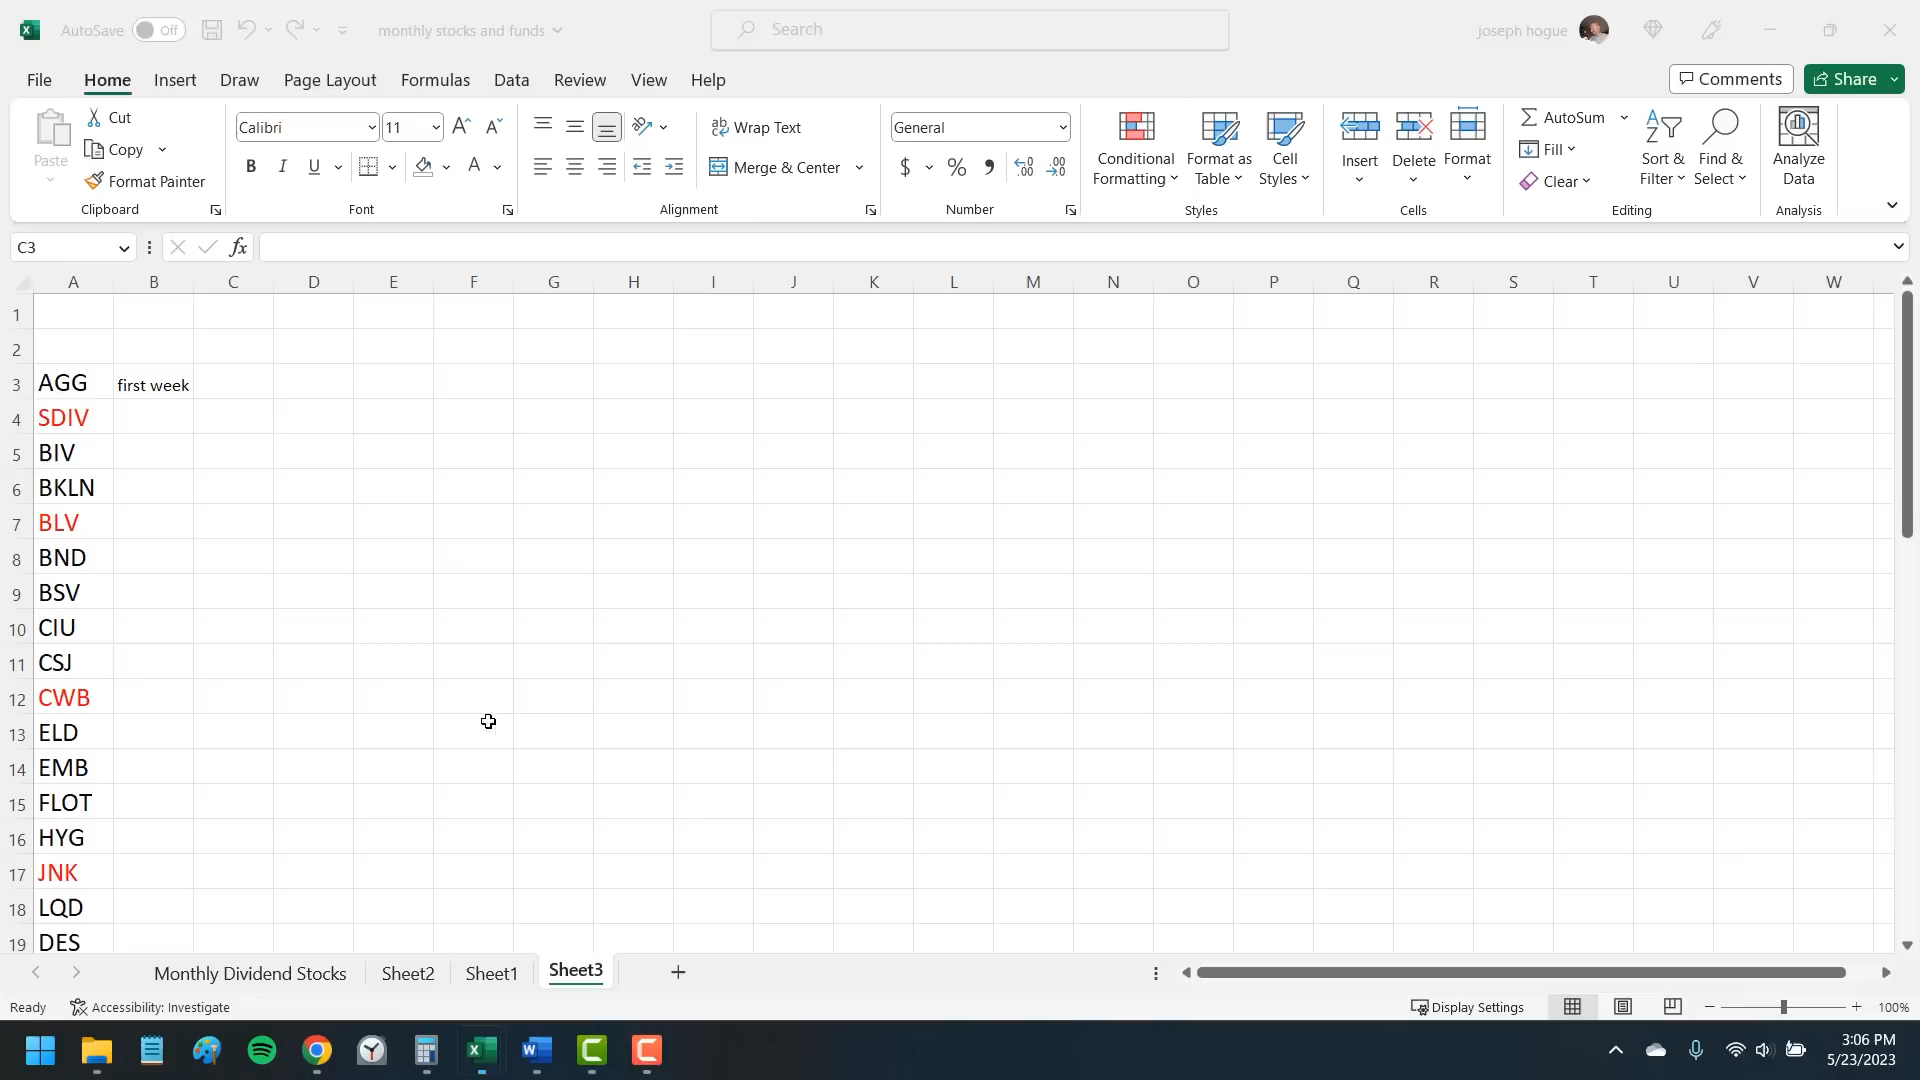 AutoSave Off monthly stocks and funds Search joseph hogue
File Home Insert Draw Page Layout Formulas Data Review View Help Comments Share
Paste Cut Copy Format Painter Clipboard
Calibri 11 B I U A Font
Wrap Text Merge & Center Alignment
General $ % Number
Conditional Formatting Format as Table Cell Styles Styles
Insert Delete Format Cells
AutoSum Fill Clear Sort & Filter Find & Select Editing
Analyze Data Analysis
C3 fx
A B C D E F G H I J K L M N O P Q R S T U V W
1
2
3 AGG first week
4 SDIV
5 BIV
6 BKLN
7 BLV
8 BND
9 BSV
10 CIU
11 CSJ
12 CWB
13 ELD
14 EMB
15 FLOT
16 HYG
17 JNK
18 LQD
19 DES
Monthly Dividend Stocks Sheet2 Sheet1 Sheet3
Ready Accessibility: Investigate Display Settings 100%
3:06 PM
5/23/2023